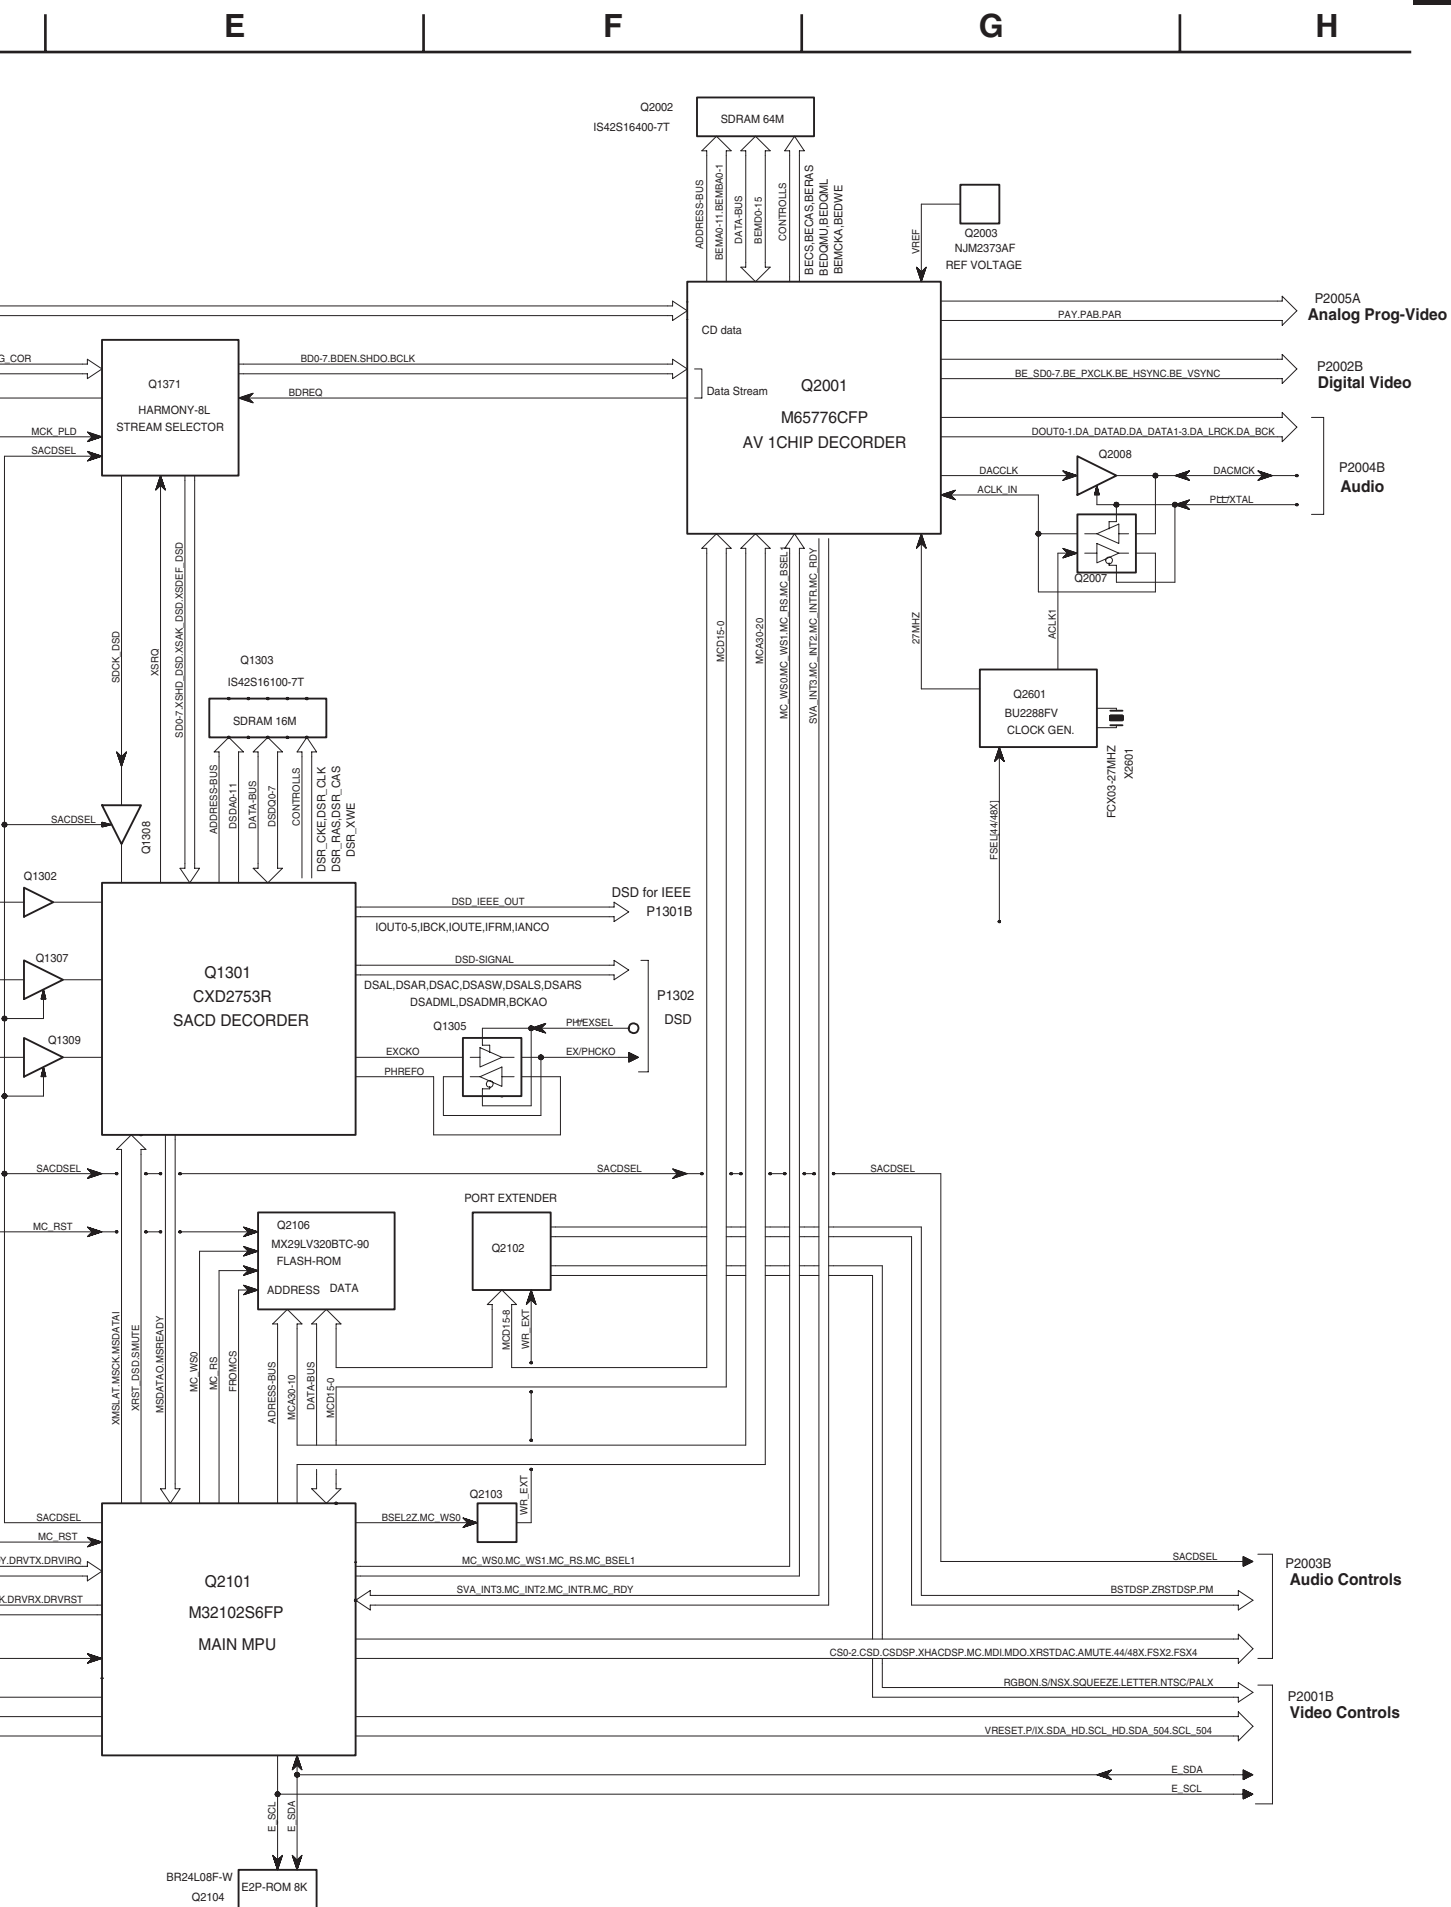 E
F
G
H
Q2002
IS42S16400-7T
SDRAM 64M
ADDRESS-BUS
BEMA0-11.BEMBA0-1
DATA-BUS
BEMD0-15
CONTROLLS
BECS,BECAS,BERAS
BEDQMU,BEDQML
BEMCKA,BEDWE
VREF
Q2003
NJM2373AF
REF VOLTAGE
CD data
Data Stream
Q2001
M65776CFP
AV 1CHIP DECORDER
PAY.PAB.PAR
P2005A
Analog Prog-Video
BE_SD0-7.BE_PXCLK.BE_HSYNC.BE_VSYNC
P2002B
Digital Video
DOUT0-1.DA_DATAD.DA_DATA1-3.DA_LRCK.DA_BCK
DACCLK
Q2008
DACMCK
ACLK_IN
PLL/XTAL
P2004B
Audio
Q2007
G_COR
MCK_PLD
SACDSEL
Q1371
HARMONY-8L
STREAM SELECTOR
BD0-7.BDEN.SHDO.BCLK
BDREQ
SDCK_DSD
XSRQ
SD0-7.XSHD_DSD.XSAK_DSD.XSDEF_DSD
Q1303
IS42S16100-7T
SDRAM 16M
ADDRESS-BUS
DSDA0-11
DATA-BUS
DSDQ0-7
CONTROLLS
DSR_CKE,DSR_CLK
DSR_RAS,DSR_CAS
DSR_XWE
MCD15-0
MCA30-20
MC_WS0.MC_WS1.MC_RS.MC_BSEL1
SVA_INT3.MC_INT2.MC_INTR.MC_RDY
27MHZ
ACLK1
Q2601
BU2288FV
CLOCK GEN.
FCX03-27MHZ
X2601
FSEL[44/48X]
SACDSEL
Q1308
Q1302
Q1307
Q1309
Q1301
CXD2753R
SACD DECORDER
DSD_IEEE_OUT
IOUT0-5,IBCK,IOUTE,IFRM,IANCO
DSD for IEEE
P1301B
DSD-SIGNAL
DSAL,DSAR,DSAC,DSASW,DSALS,DSARS
DSADML,DSADMR,BCKAO
P1302
DSD
Q1305
PH/EXSEL
EXCKO
EX/PHCKO
PHREFO
SACDSEL
SACDSEL
SACDSEL
MC_RST
Q2106
MX29LV320BTC-90
FLASH-ROM
ADDRESS DATA
PORT EXTENDER
Q2102
MCD15-8
WR_EXT
XMSLAT.MSCK.MSDATAI
XRST_DSD.SMUTE
MSDATAO.MSREADY
MC_WS0
MC_RS
FROMCS
ADRESS-BUS
MCA30-10
DATA-BUS
MCD15-0
SACDSEL
MC_RST
Y.DRVTX.DRVIRQ
K.DRVRX.DRVRST
Q2101
M32102S6FP
MAIN MPU
BSEL2Z.MC_WS0
Q2103
WR_EXT
MC_WS0.MC_WS1.MC_RS.MC_BSEL1
SVA_INT3.MC_INT2.MC_INTR.MC_RDY
SACDSEL
BSTDSP.ZRSTDSP.PM
CS0-2.CSD.CSDSP.XHACDSP.MC.MDI.MDO.XRSTDAC.AMUTE.44/48X.FSX2.FSX4
P2003B
Audio Controls
RGBON.S/NSX.SQUEEZE.LETTER.NTSC/PALX
VRESET.P/IX.SDA_HD.SCL_HD.SDA_504.SCL_504
P2001B
Video Controls
E_SDA
E_SCL
E_SCL
E_SDA
BR24L08F-W
Q2104
E2P-ROM 8K